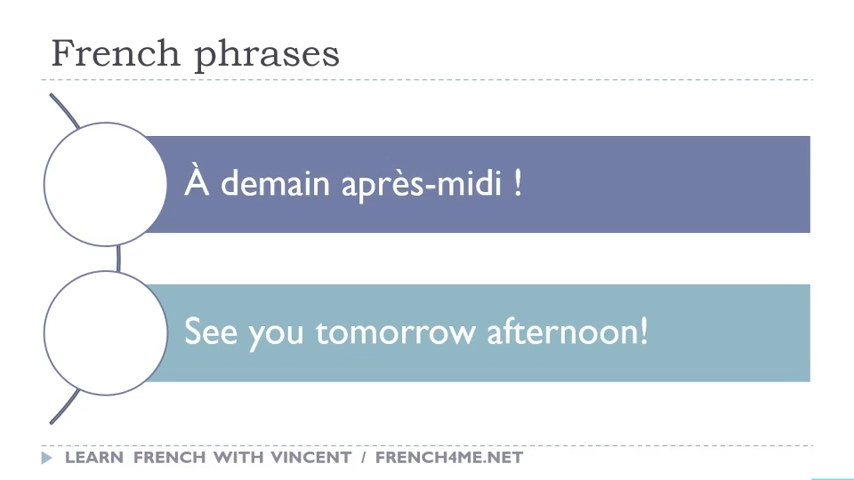 French phrases
À demain après-midi !
See you tomorrow afternoon!
LEARN FRENCH WITH VINCENT / FRENCH4ME.NET